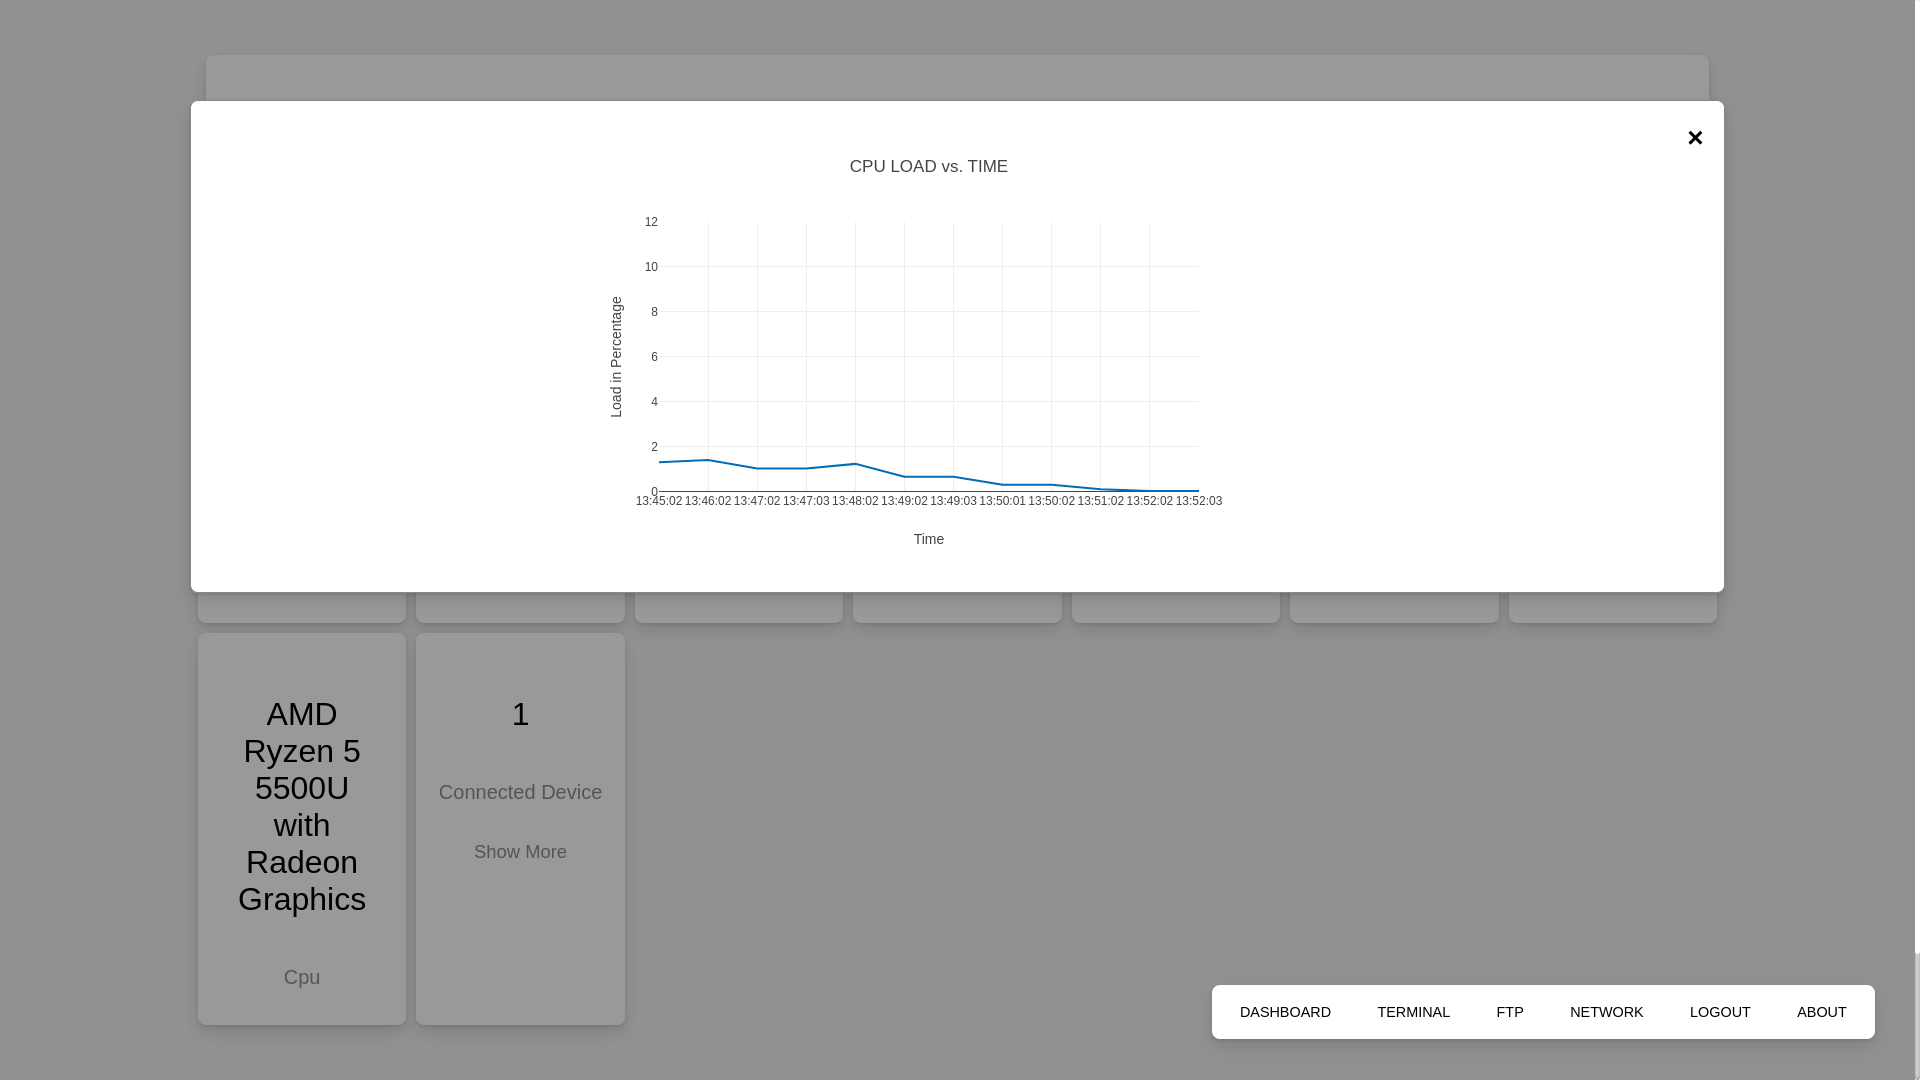 ×
CPU LOAD vs. TIME
12
10
8
6
4
2
0
Load in Percentage
13:45:02 13:46:02 13:47:02 13:47:03 13:48:02 13:49:02 13:49:03 13:50:01 13:50:02 13:51:02 13:52:02 13:52:03
Time
AMD
Ryzen 5
5500U
with
Radeon
Graphics
Cpu
1
Connected Device
Show More
DASHBOARD TERMINAL FTP NETWORK LOGOUT ABOUT